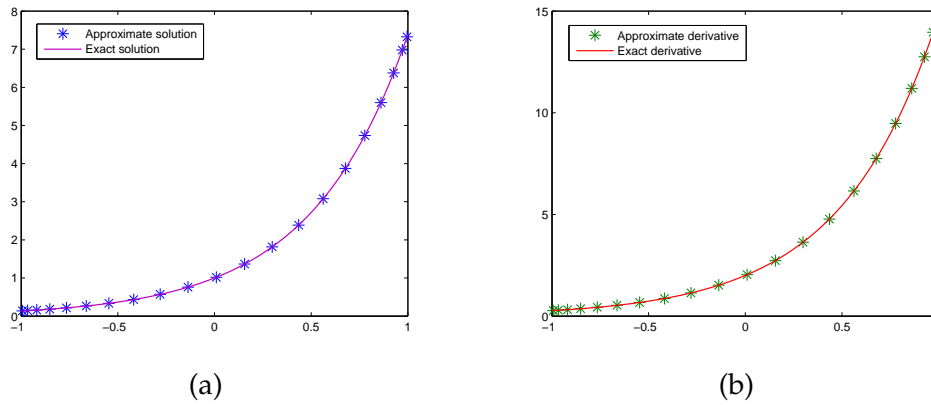 8
7
6
5
4
3
2
1
0
−1 −0.5 0 0.5 1
Approximate solution
Exact solution
(a)
15
10
5
0
−1 −0.5 0 0.5
Approximate derivative
Exact derivative
(b)